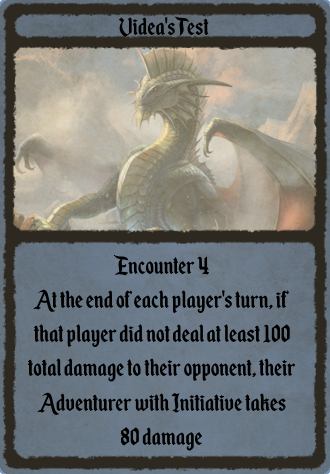 Videa's Test
Encounter 4
At the end of each player's turn, if
that player did not deal at least 100
total damage to their opponent, their
Adventurer with Initiative takes
80 damage